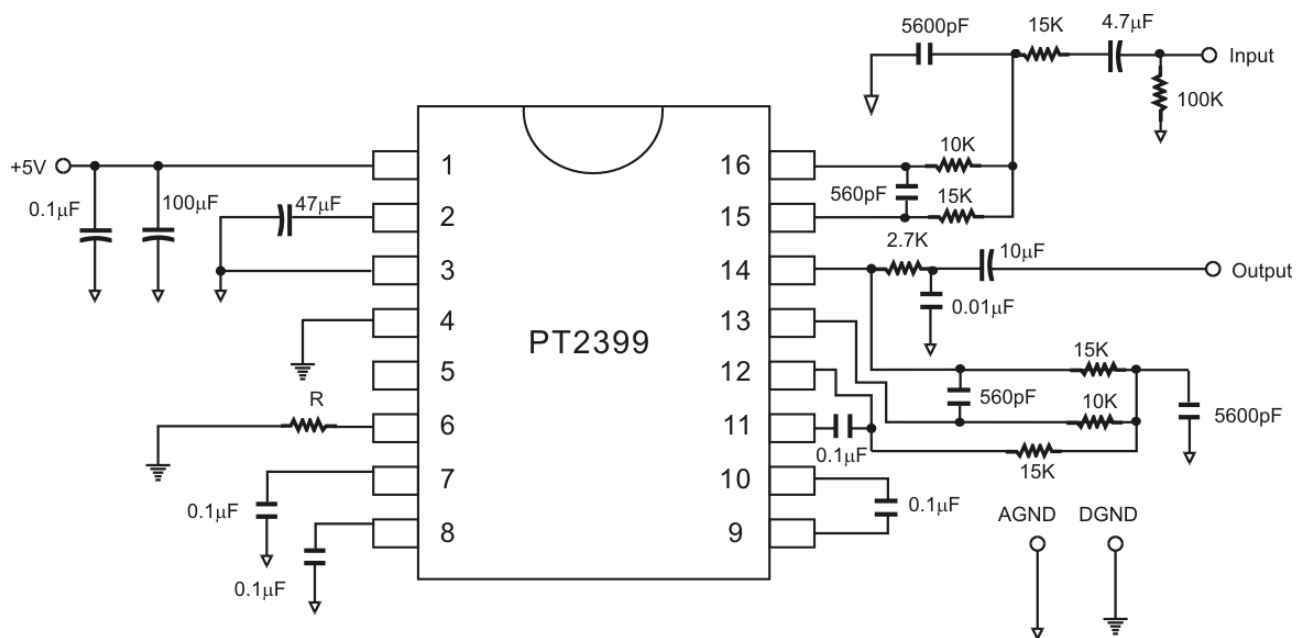 5600pF
15K
4.7μF
Input
100K
+5V
0.1μF
100μF
47μF
1
2
3
4
5
6
7
8
R
0.1μF
0.1μF
PT2399
16
15
14
13
12
11
10
9
10K
560pF
15K
2.7K
10μF
Output
0.01μF
15K
560pF
10K
5600pF
0.1μF
15K
0.1μF
AGND
DGND